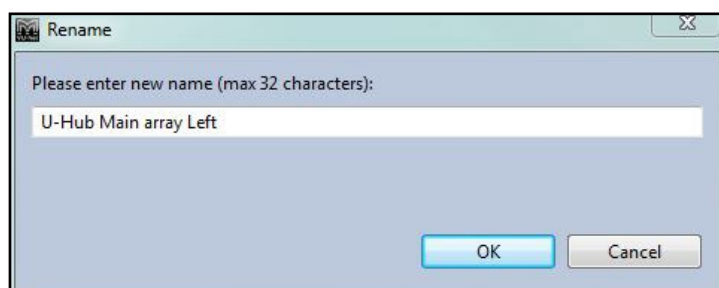 Rename
Please enter new name (max 32 characters):
U-Hub Main array Left
OK
Cancel